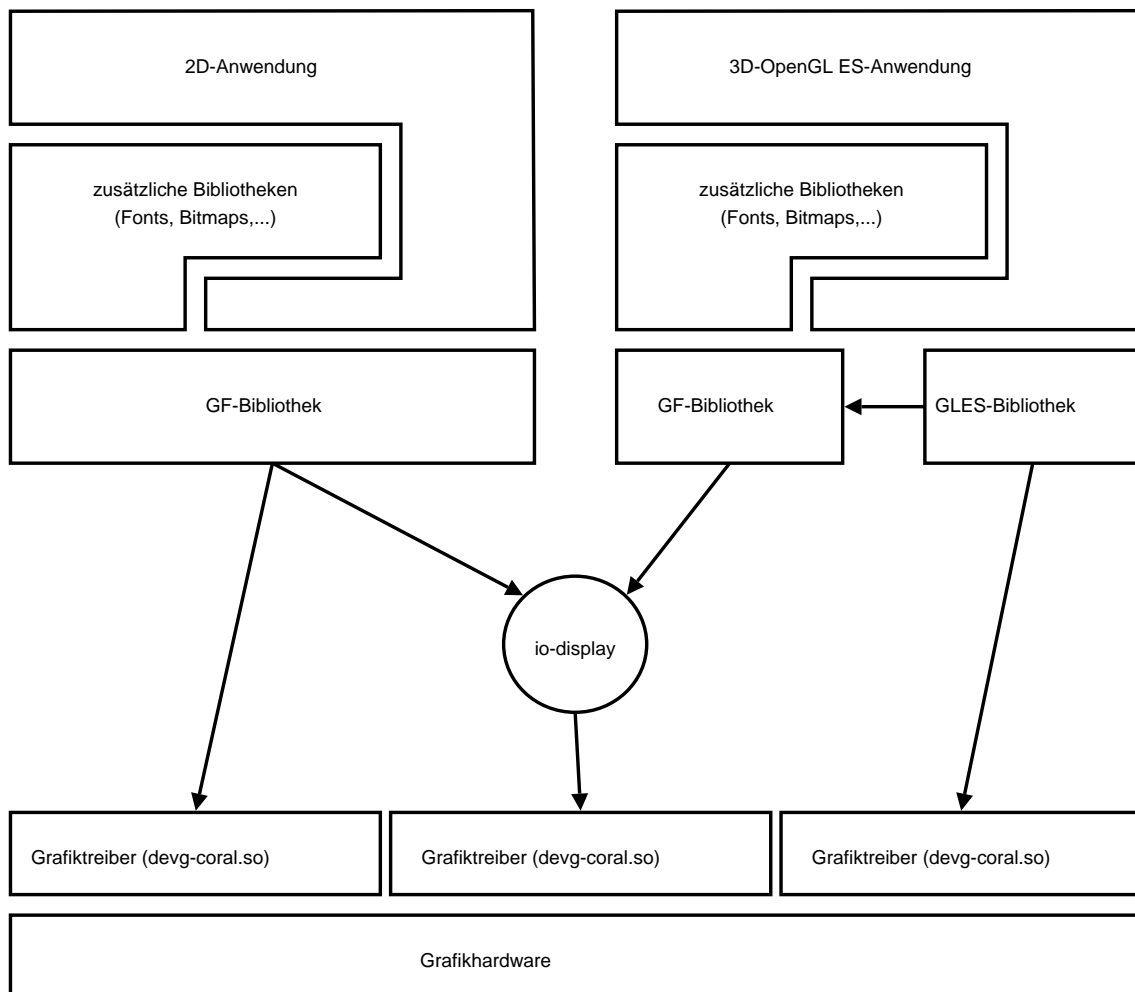 2D-Anwendung
3D-OpenGL ES-Anwendung
zusätzliche Bibliotheken
(Fonts, Bitmaps,...)
zusätzliche Bibliotheken
(Fonts, Bitmaps,...)
GF-Bibliothek
GF-Bibliothek
GLES-Bibliothek
io-display
Grafiktreiber (devg-coral.so)
Grafiktreiber (devg-coral.so)
Grafiktreiber (devg-coral.so)
Grafikhardware